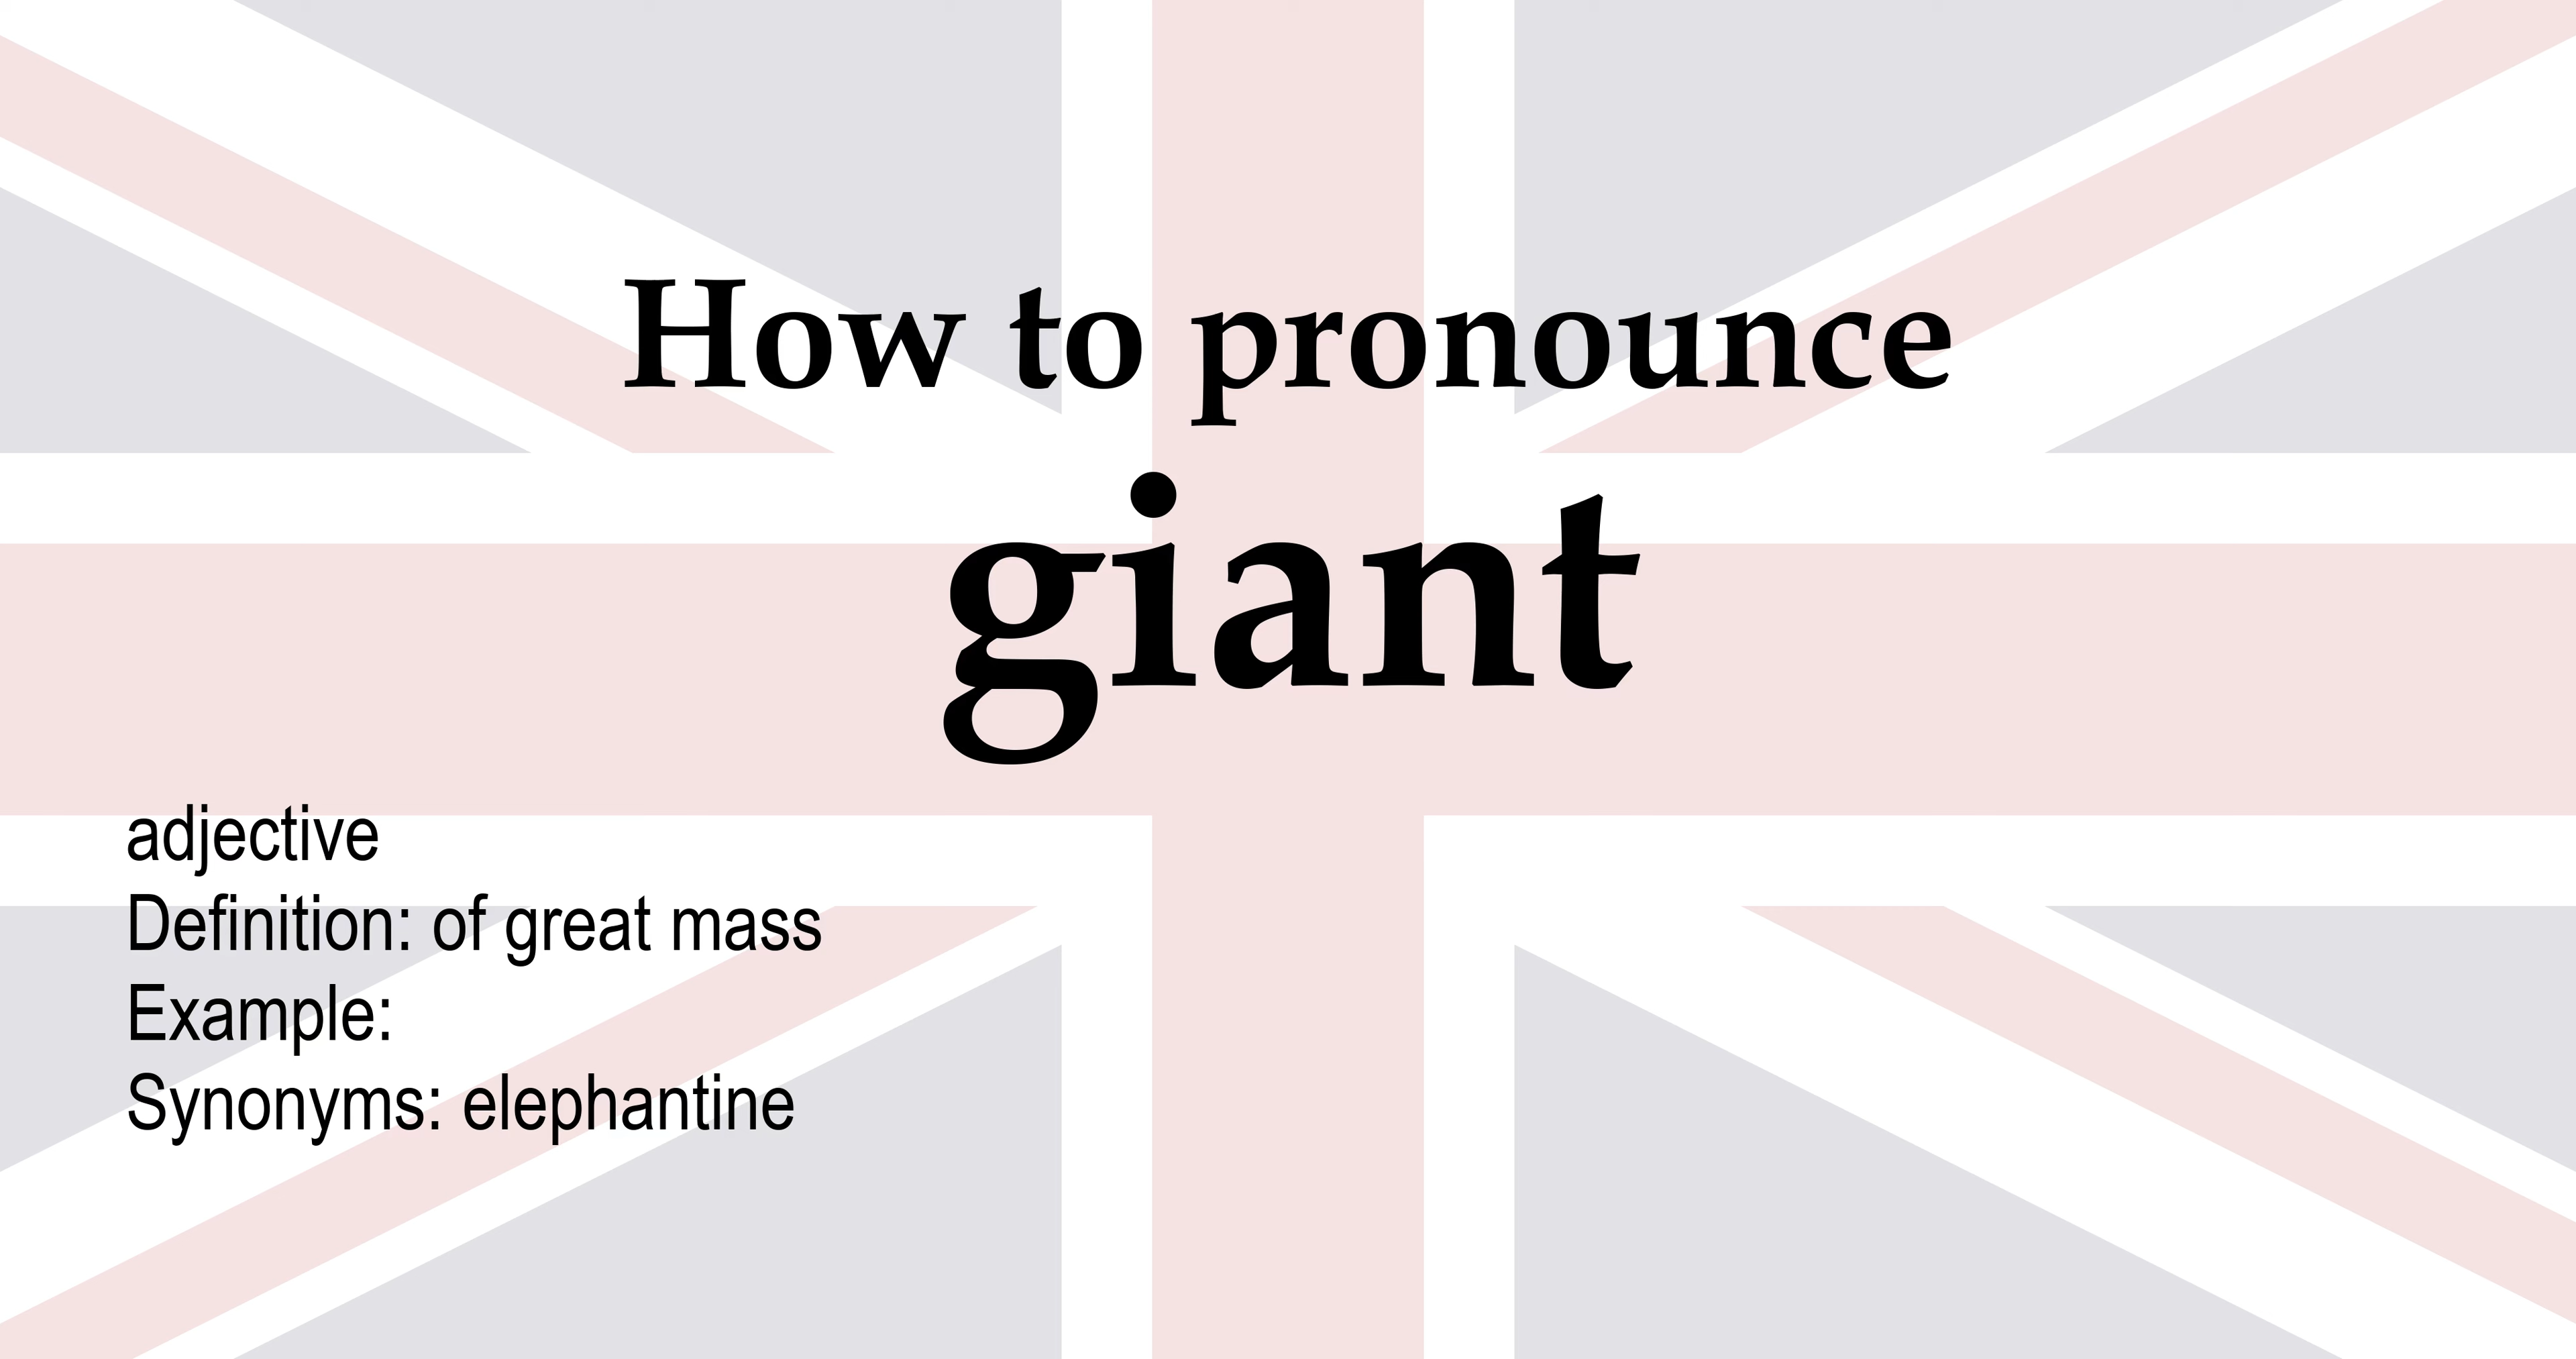 How to pronounce
giant
adjective
Definition: of great mass
Example:
Synonyms: elephantine